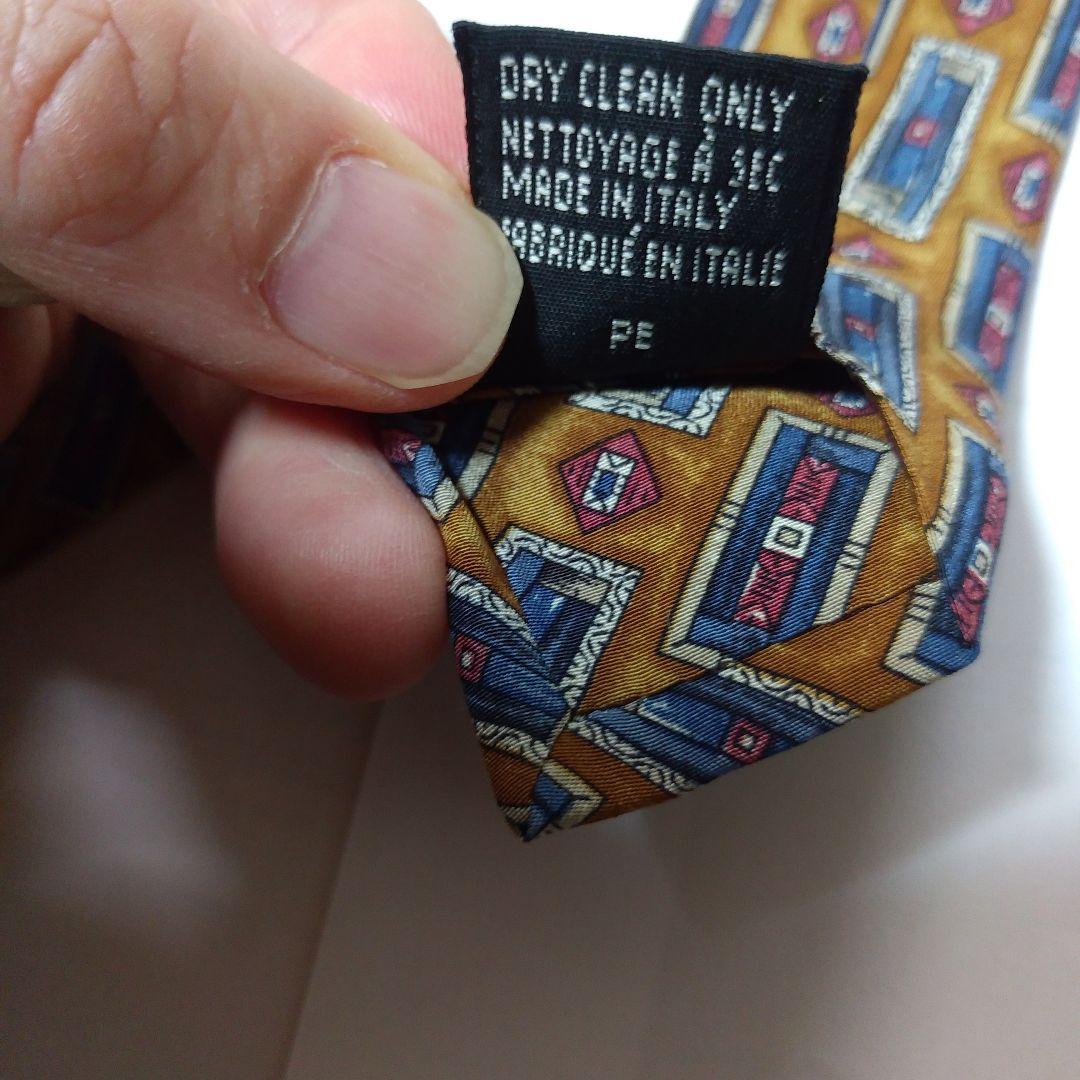 DRY CLEAN ONLY
NETTOYAGE À SEC
MADE IN ITALY
FABRIQUÉ EN ITALIE
PE